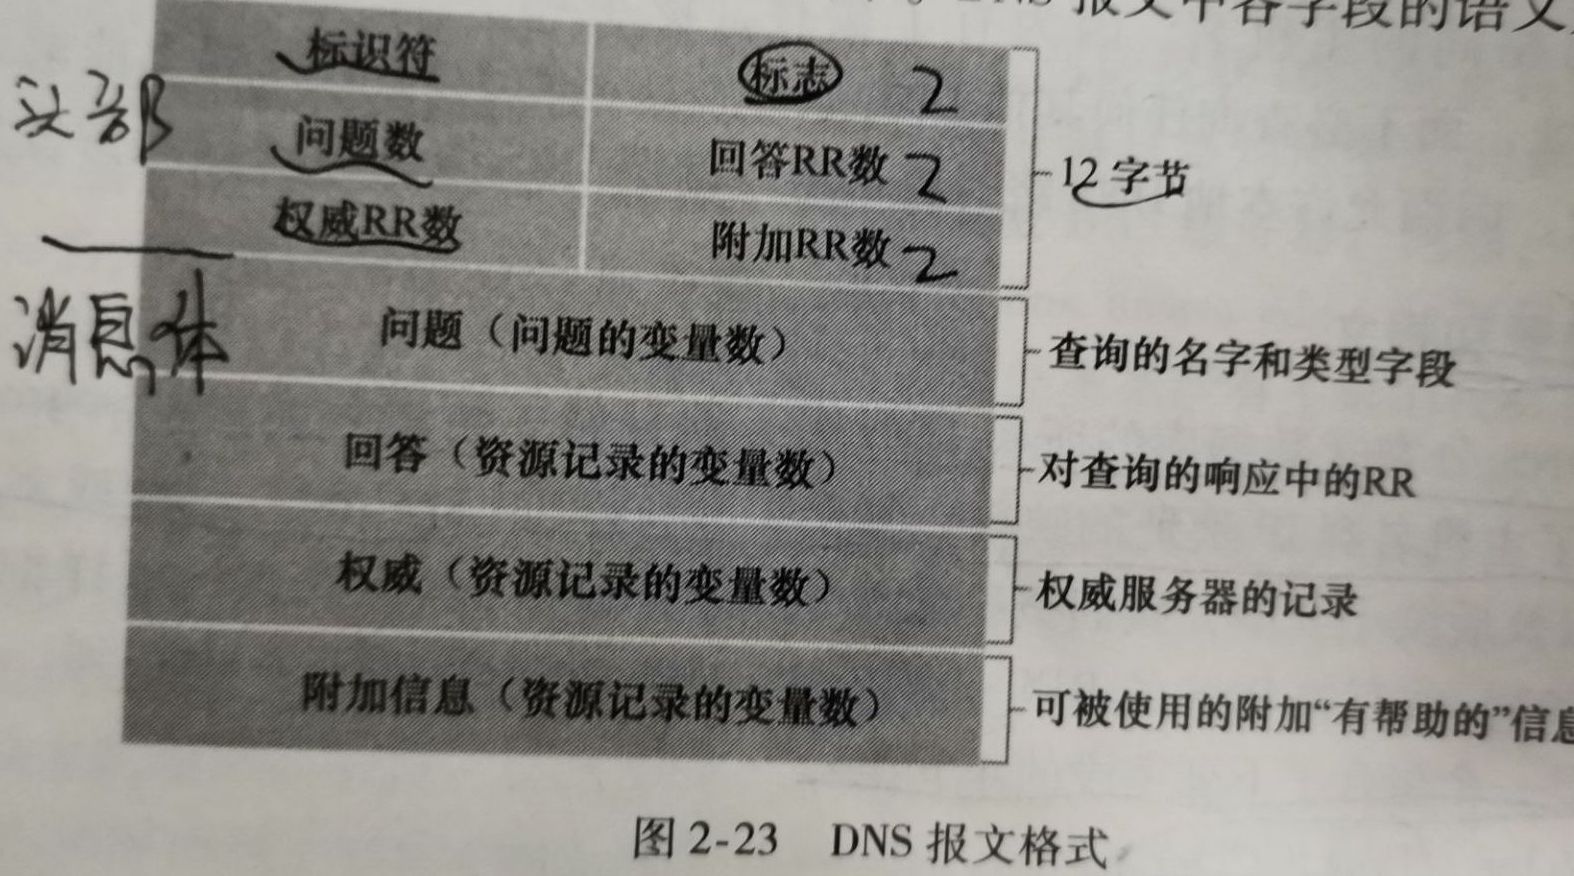 DNS 报文中各字段的语义
标识符 标志 2
头部
问题数 回答RR数 2
12字节
权威RR数 附加RR数 2
消息体
问题（问题的变量数） 查询的名字和类型字段
回答（资源记录的变量数） 对查询的响应中的RR
权威（资源记录的变量数） 权威服务器的记录
附加信息（资源记录的变量数） 可被使用的附加“有帮助的”信息
图 2-23 DNS 报文格式